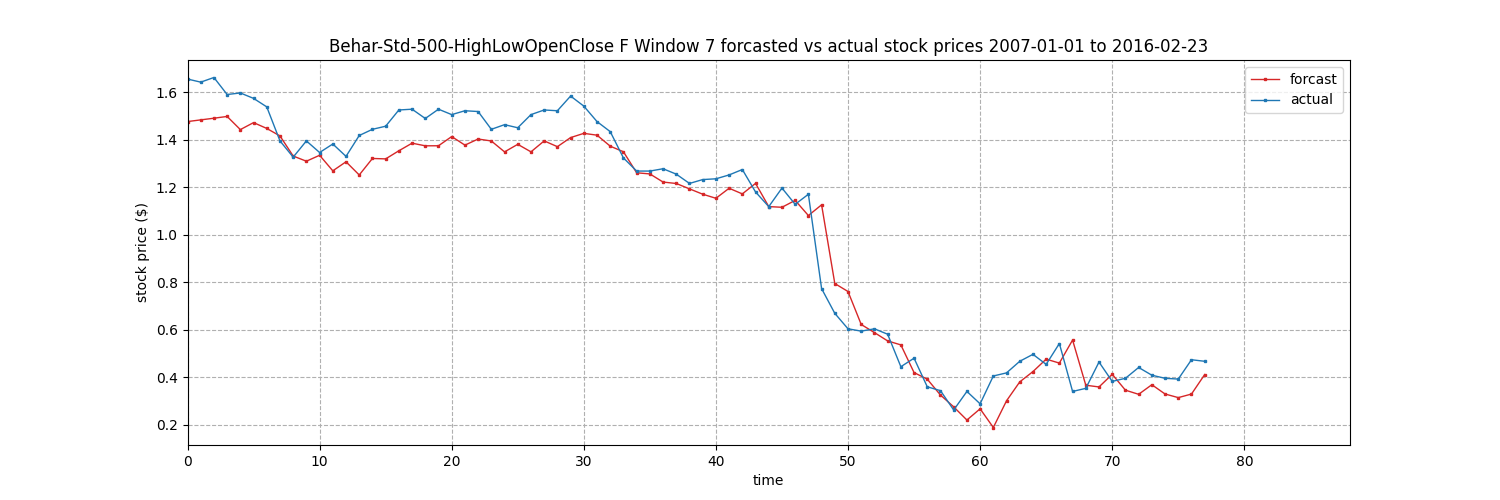 Behar-Std-500-HighLowOpenClose F Window 7 forcasted vs actual stock prices 2007-01-01 to 2016-02-23
forcast
actual
1.6
1.4
1.2
1.0
0.8
0.6
0.4
0.2
stock price ($)
0 10 20 30 40 50 60 70 80
time